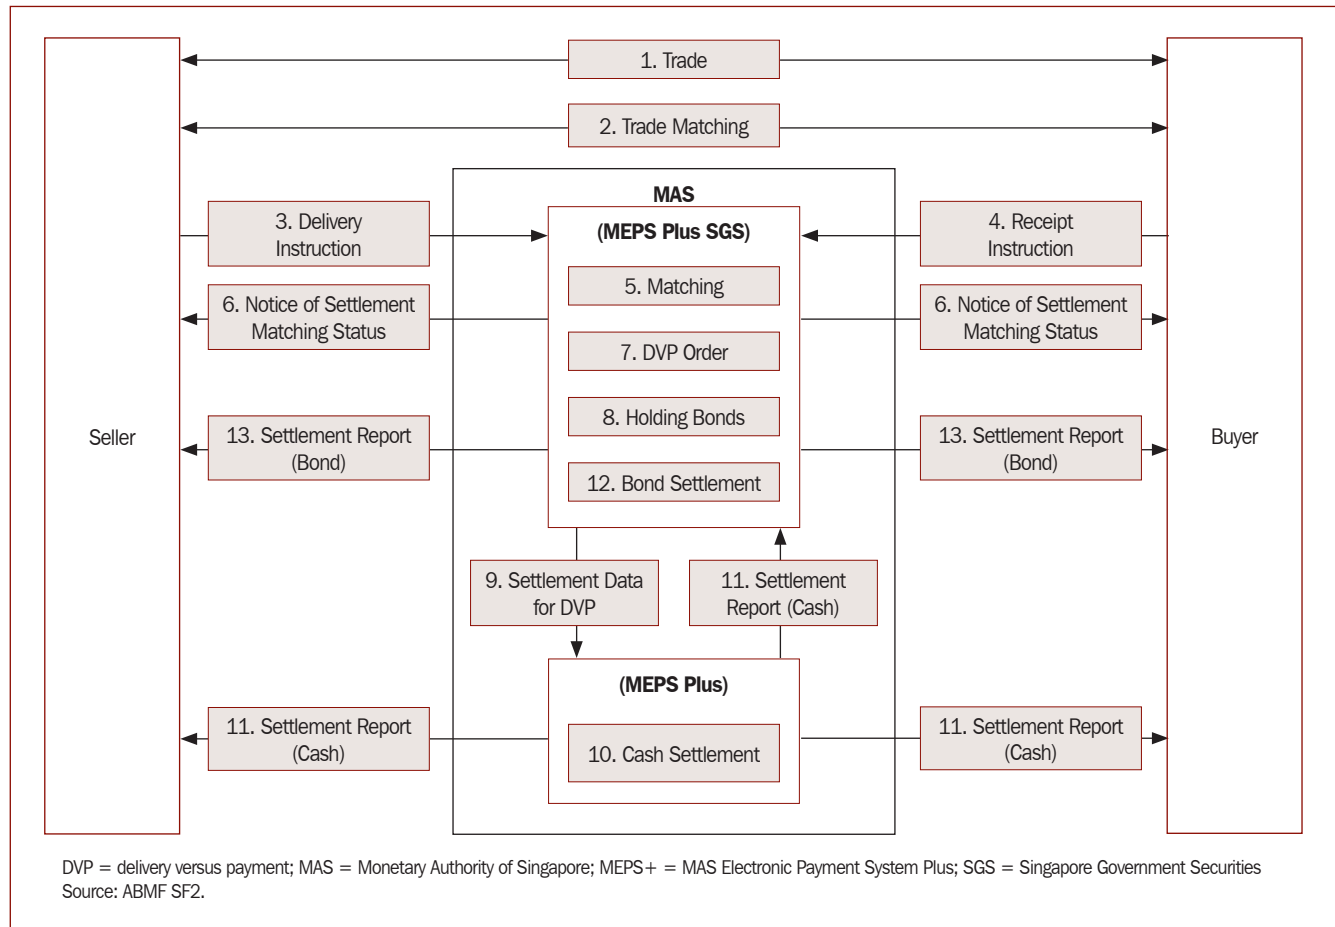 1. Trade
2. Trade Matching
MAS
(MEPS Plus SGS)
3. Delivery
Instruction
4. Receipt
Instruction
5. Matching
6. Notice of Settlement
Matching Status
6. Notice of Settlement
Matching Status
7. DVP Order
8. Holding Bonds
Seller
Buyer
13. Settlement Report
(Bond)
13. Settlement Report
(Bond)
12. Bond Settlement
9. Settlement Data
for DVP
11. Settlement
Report (Cash)
(MEPS Plus)
11. Settlement Report
(Cash)
10. Cash Settlement
11. Settlement Report
(Cash)
DVP = delivery versus payment; MAS = Monetary Authority of Singapore; MEPS+ = MAS Electronic Payment System Plus; SGS = Singapore Government Securities
Source: ABMF SF2.